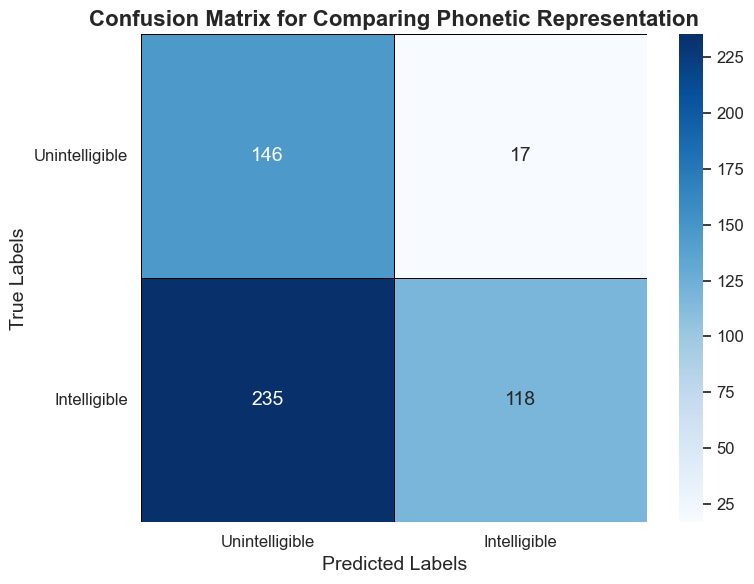 Confusion Matrix for Comparing Phonetic Representation
True Labels
Unintelligible
146
17
Intelligible
235
118
Unintelligible
Intelligible
Predicted Labels
225
200
175
150
125
100
75
50
25